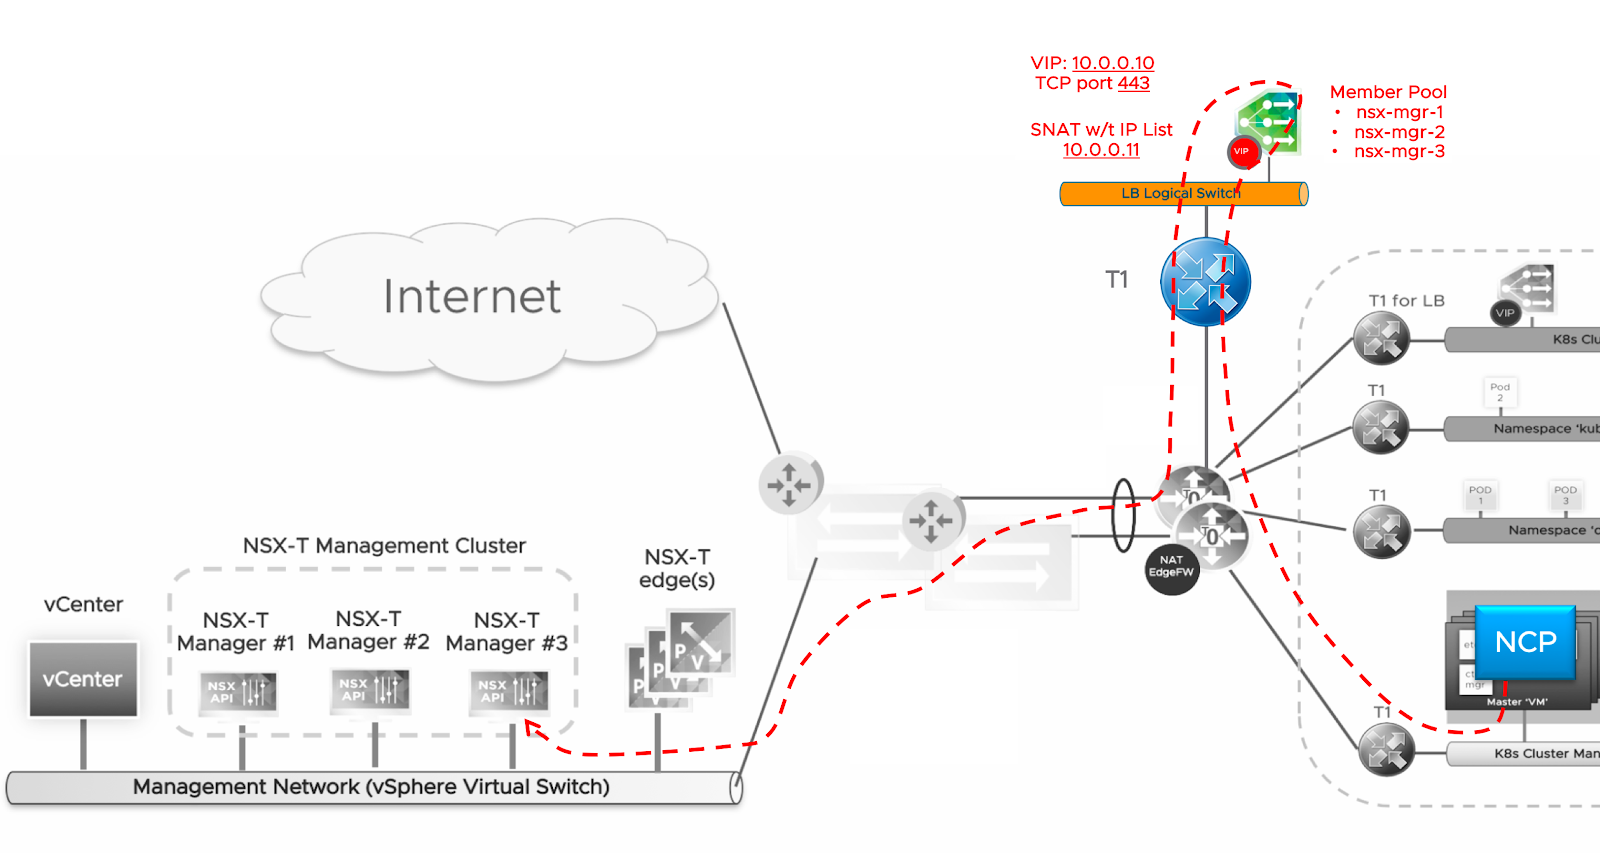 VIP: 10.0.0.10
TCP port 443
SNAT w/t IP List
10.0.0.11
Member Pool
• nsx-mgr-1
• nsx-mgr-2
• nsx-mgr-3
VIP
LB Logical Switch
T1
Internet
T1 for LB
VIP
K8s Clu
T1
Pod
2
Namespace 'kub
T1
POD
1
POD
3
Namespace 'c
T0
T0
NAT
EdgeFW
NSX-T Management Cluster
NSX-T
edge(s)
vCenter
NSX-T
Manager #1
NSX-T
Manager #2
NSX-T
Manager #3
vCenter
NSX
API
NSX
API
NSX
API
P
P
P V
NCP
etc
mgr
Master 'VM'
T1
K8s Cluster Man
Management Network (vSphere Virtual Switch)